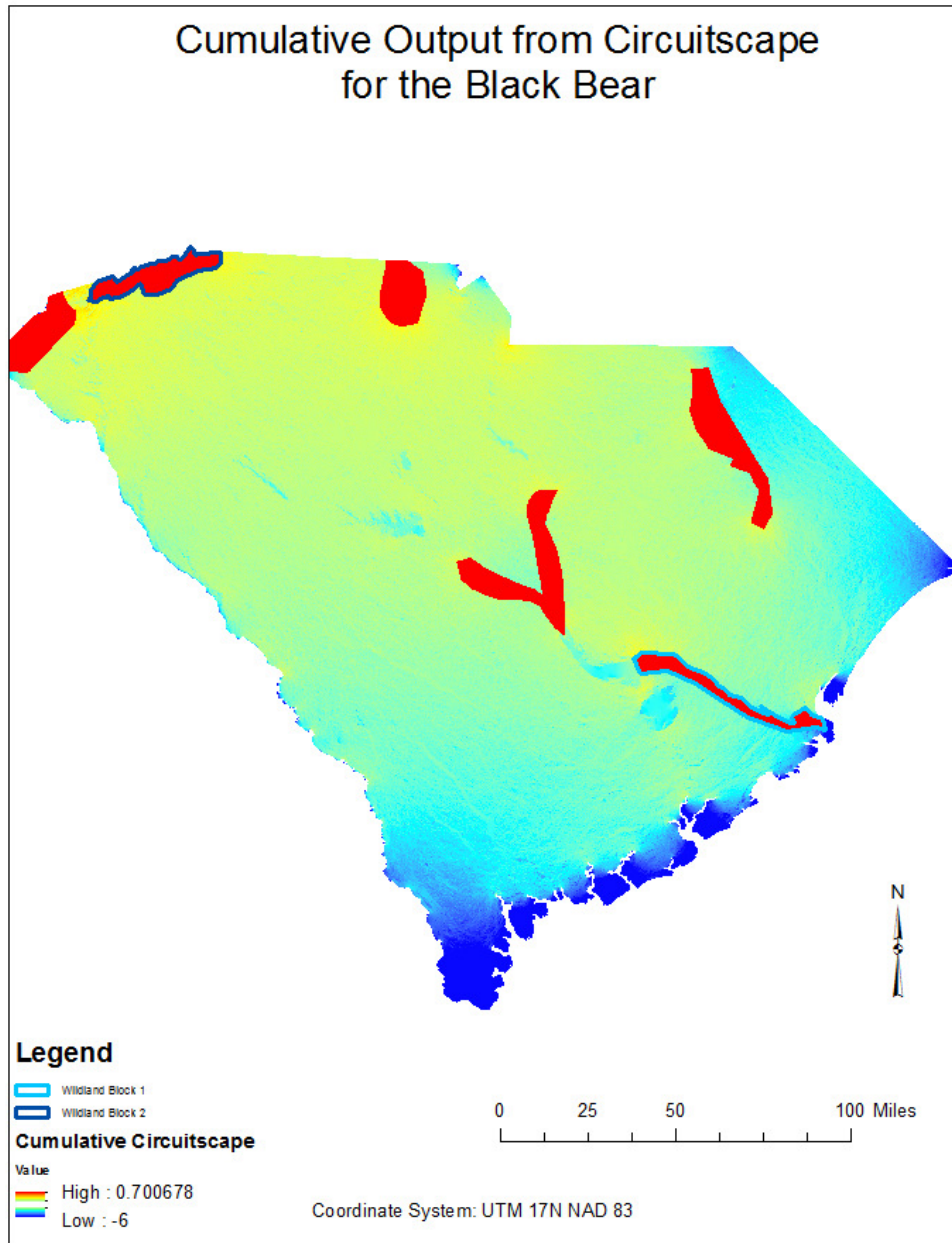 Cumulative Output from Circuitscape
for the Black Bear
N
Legend
Wildland Block 1
Wildland Block 2
Cumulative Circuitscape
Value
High : 0.700678
Low : -6
0 25 50 100 Miles
Coordinate System: UTM 17N NAD 83